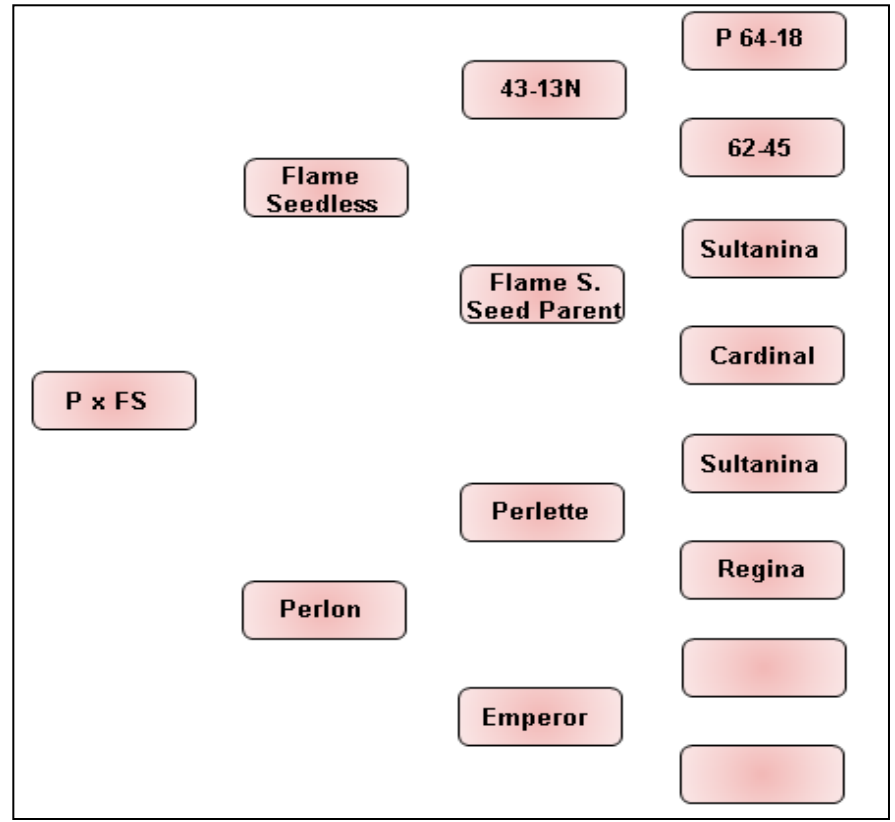 P 64-18
43-13N
62-45
Flame
Seedless
Sultanina
Flame S.
Seed Parent
Cardinal
P x FS
Sultanina
Perlette
Regina
Perlon
Emperor